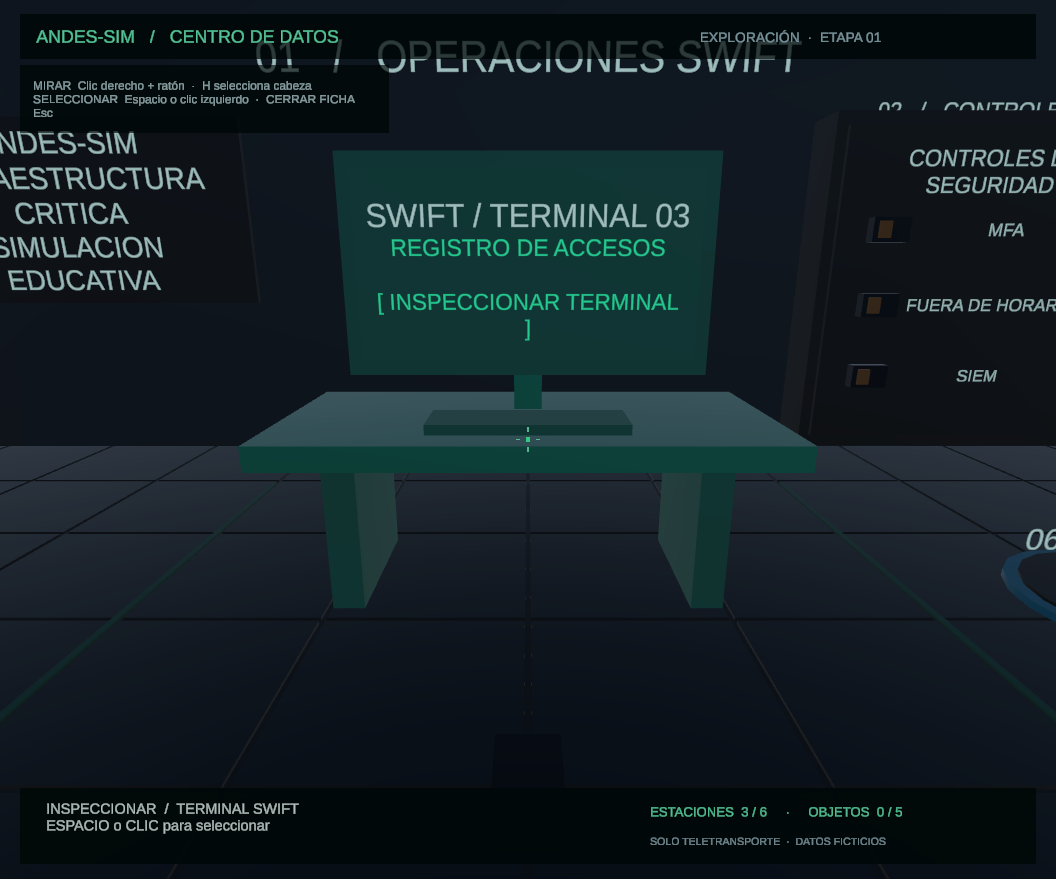 ANDES-SIM / CENTRO DE DATOS
EXPLORACIÓN · ETAPA 01
01 / OPERACIONES SWIFT
MIRAR Clic derecho + ratón · H selecciona cabeza
SELECCIONAR Espacio o clic izquierdo · CERRAR FICHA
Esc
02 /
NDES-SIM
AESTRUCTURA
CRITICA
SIMULACION
EDUCATIVA
SWIFT / TERMINAL 03
REGISTRO DE ACCESOS
[ INSPECCIONAR TERMINAL
]
CONTROLES
SEGURIDAD
MFA
FUERA DE HORAR
SIEM
06
INSPECCIONAR / TERMINAL SWIFT
ESPACIO o CLIC para seleccionar
ESTACIONES 3 / 6 · OBJETOS 0 / 5
SOLO TELETRANSPORTE · DATOS FICTICIOS